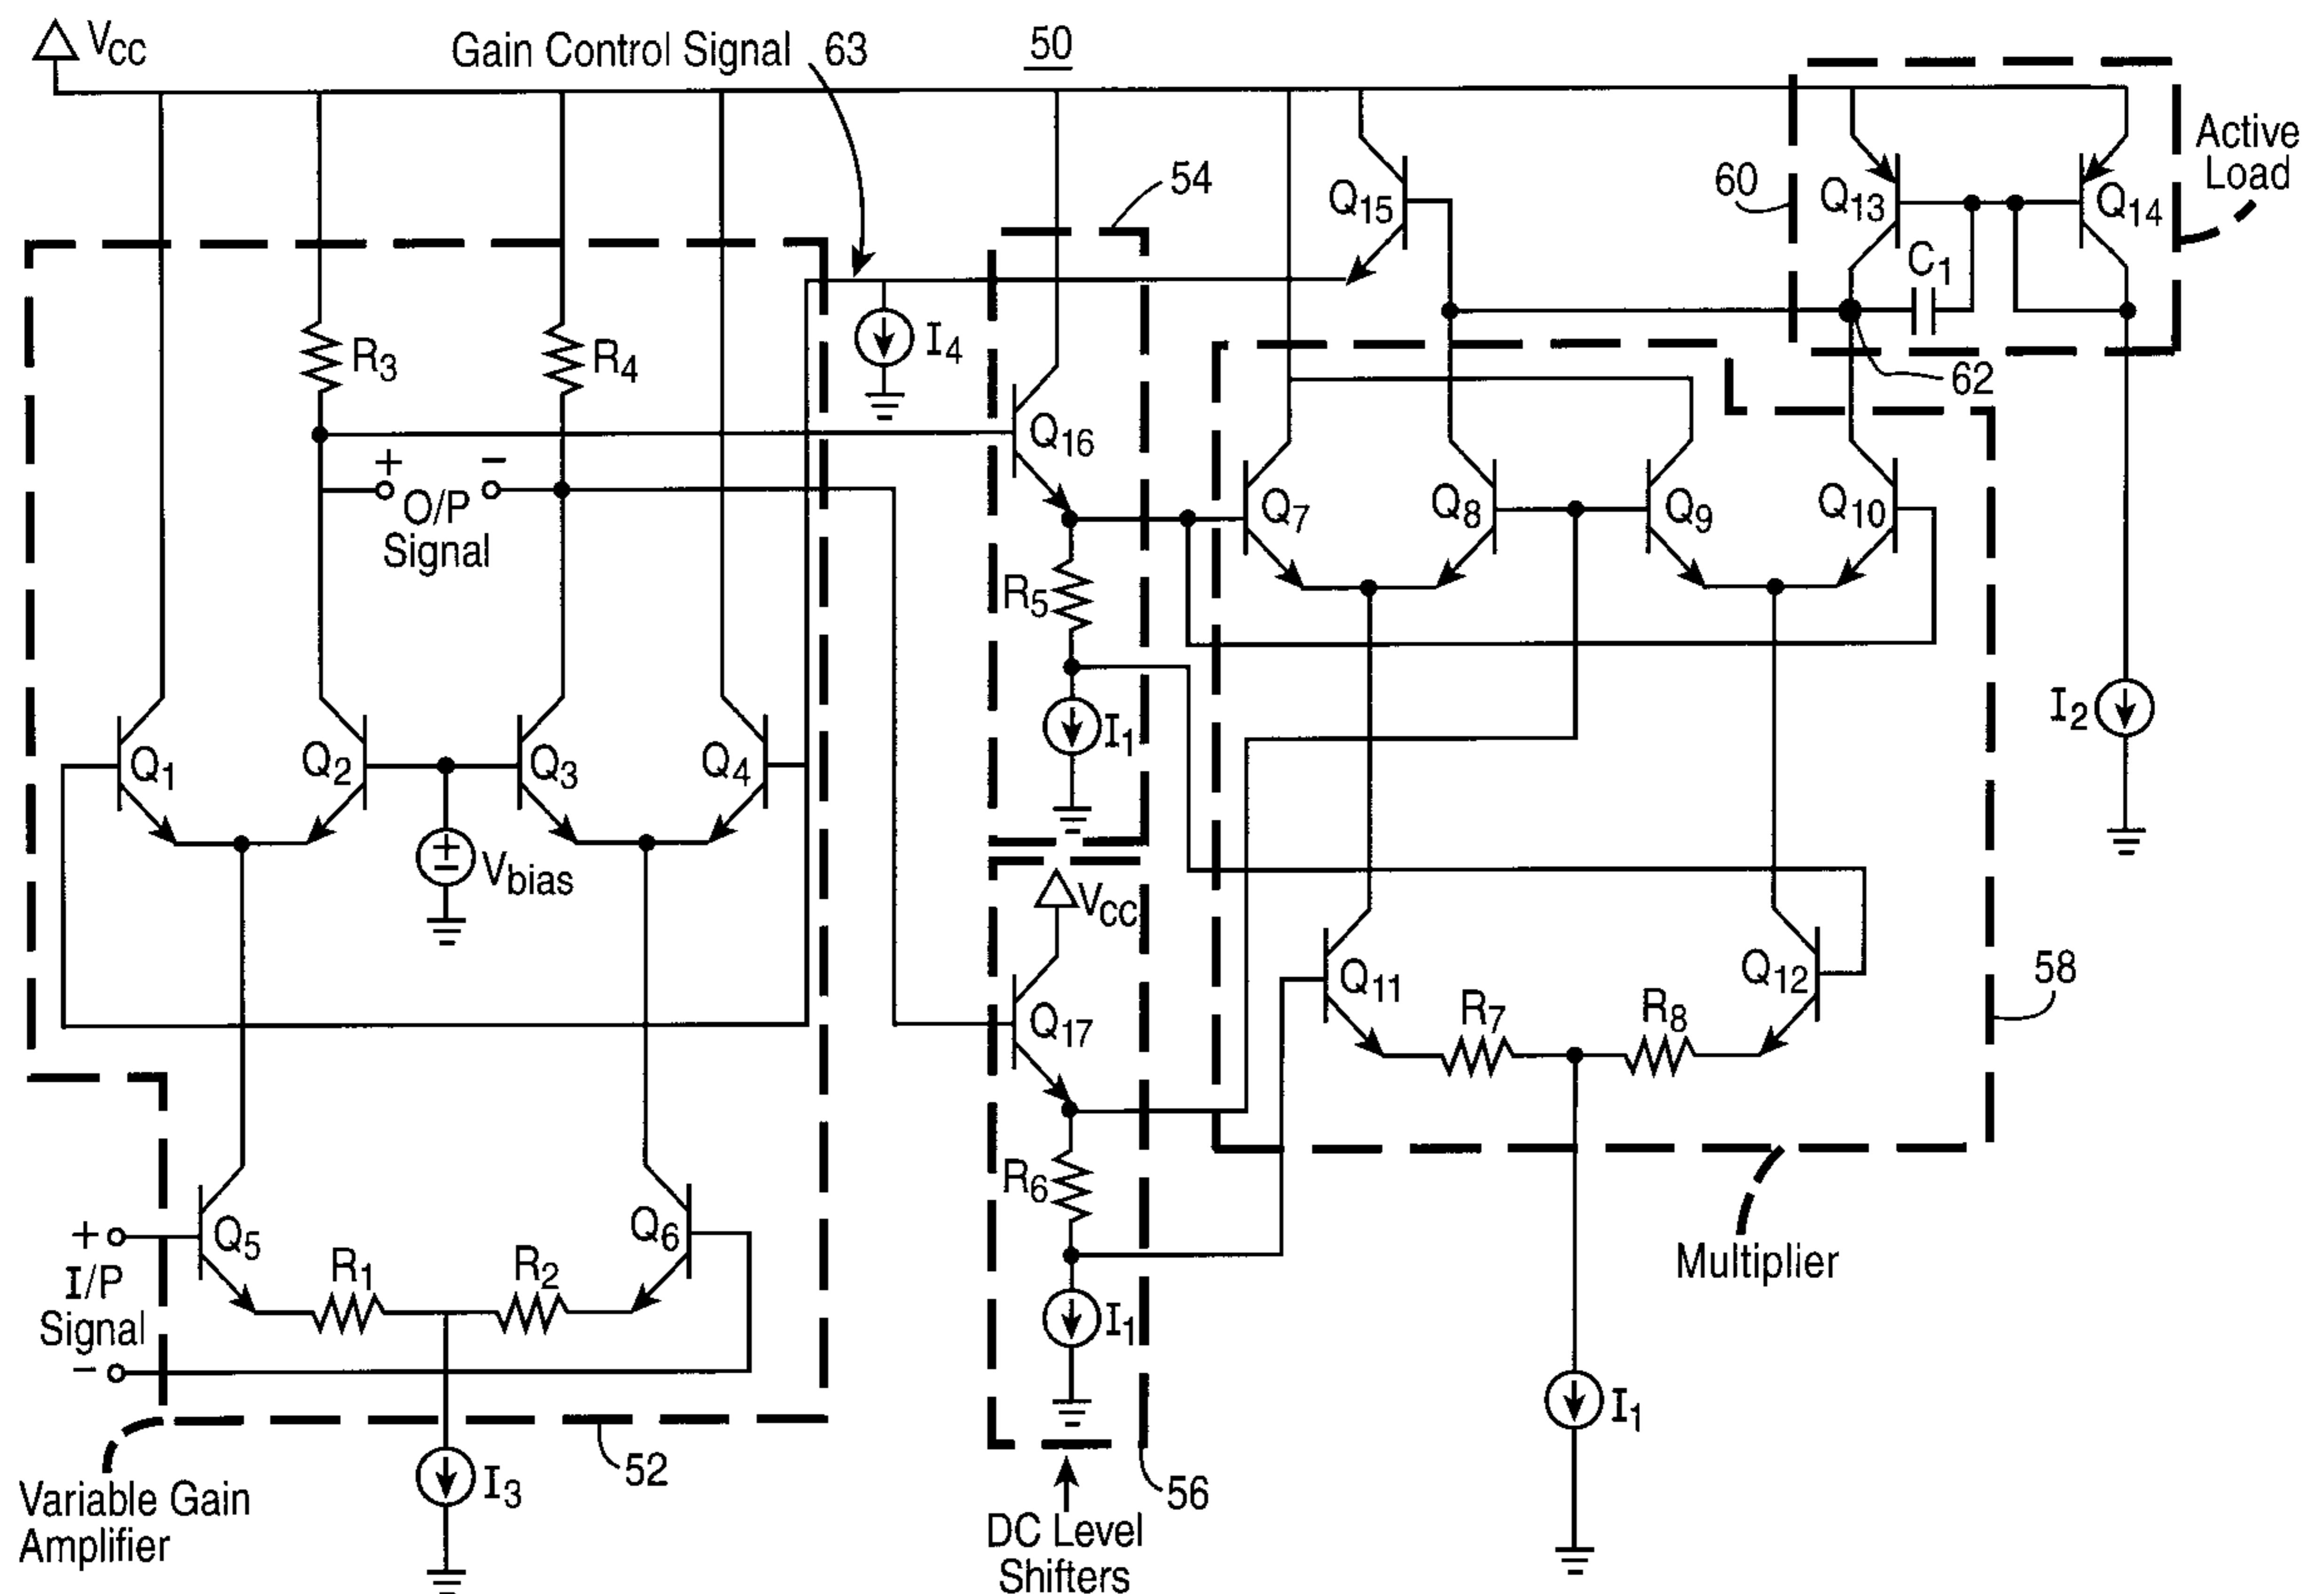 V_CC
Gain Control Signal 63
50
Active
Load
54
60
Q13
Q14
Q15
C1
62
I4
R3
R4
Q16
+
−
O/P
Signal
Q7
Q8
Q9
Q10
R5
I1
I2
Q1
Q2
Q3
Q4
Vbias
VCC
Q11
Q12
58
R7
R8
Q17
R6
Q5
Q6
+
I/P
Signal
−
R1
R2
Multiplier
I1
I1
52
56
I3
Variable Gain
Amplifier
DC Level
Shifters